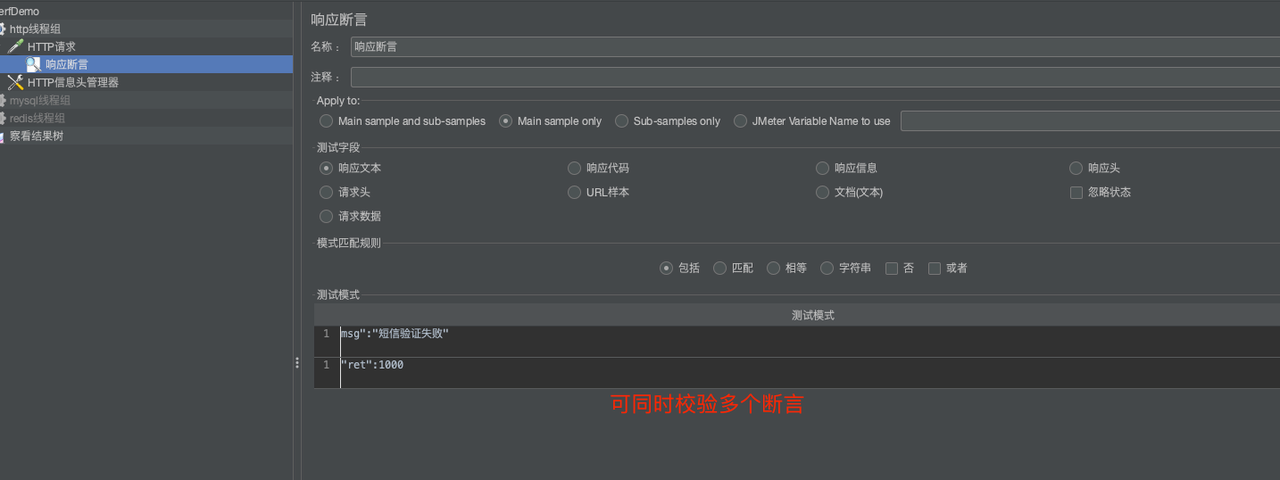 erfDemo
http线程组
HTTP请求
响应断言
HTTP信息头管理器
mysql线程组
redis线程组
察看结果树
响应断言
名称： 响应断言
注释：
Apply to:
Main sample and sub-samples Main sample only Sub-samples only JMeter Variable Name to use
测试字段
响应文本 响应代码 响应信息 响应头
请求头 URL样本 文档(文本) 忽略状态
请求数据
模式匹配规则
包括 匹配 相等 字符串 否 或者
测试模式
测试模式
1 msg":"短信验证失败"
1 "ret":1000
可同时校验多个断言